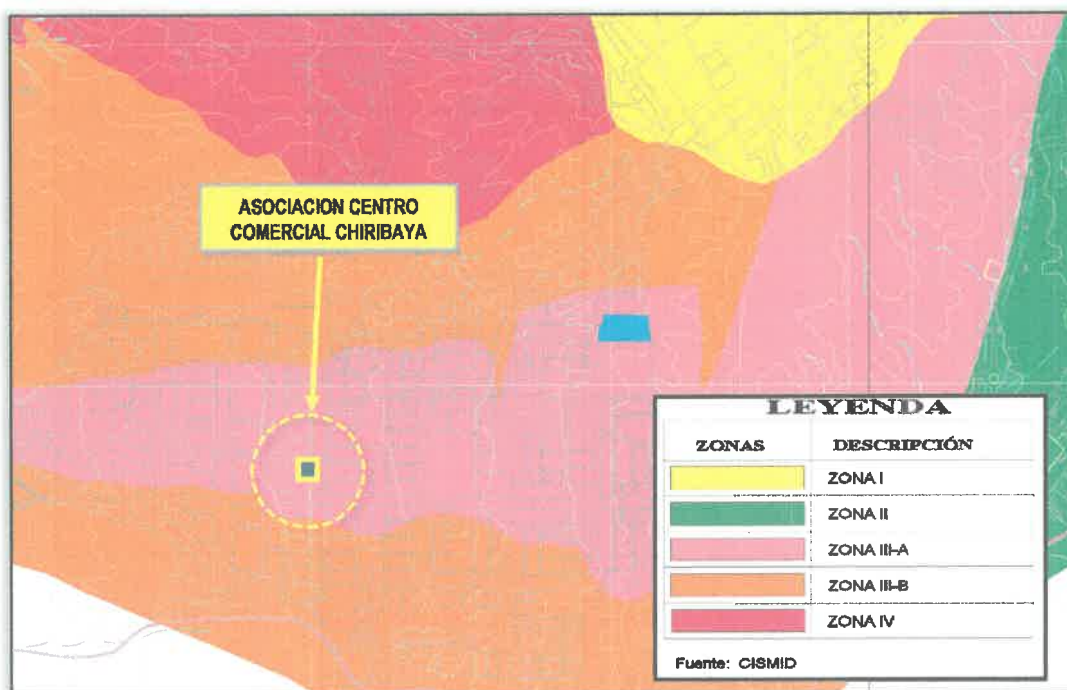 ASOCIACION CENTRO
COMERCIAL CHIRIBAYA
LEYENDA
ZONAS DESCRIPCIÓN
ZONA I
ZONA II
ZONA III-A
ZONA III-B
ZONA IV
Fuente: CISMID